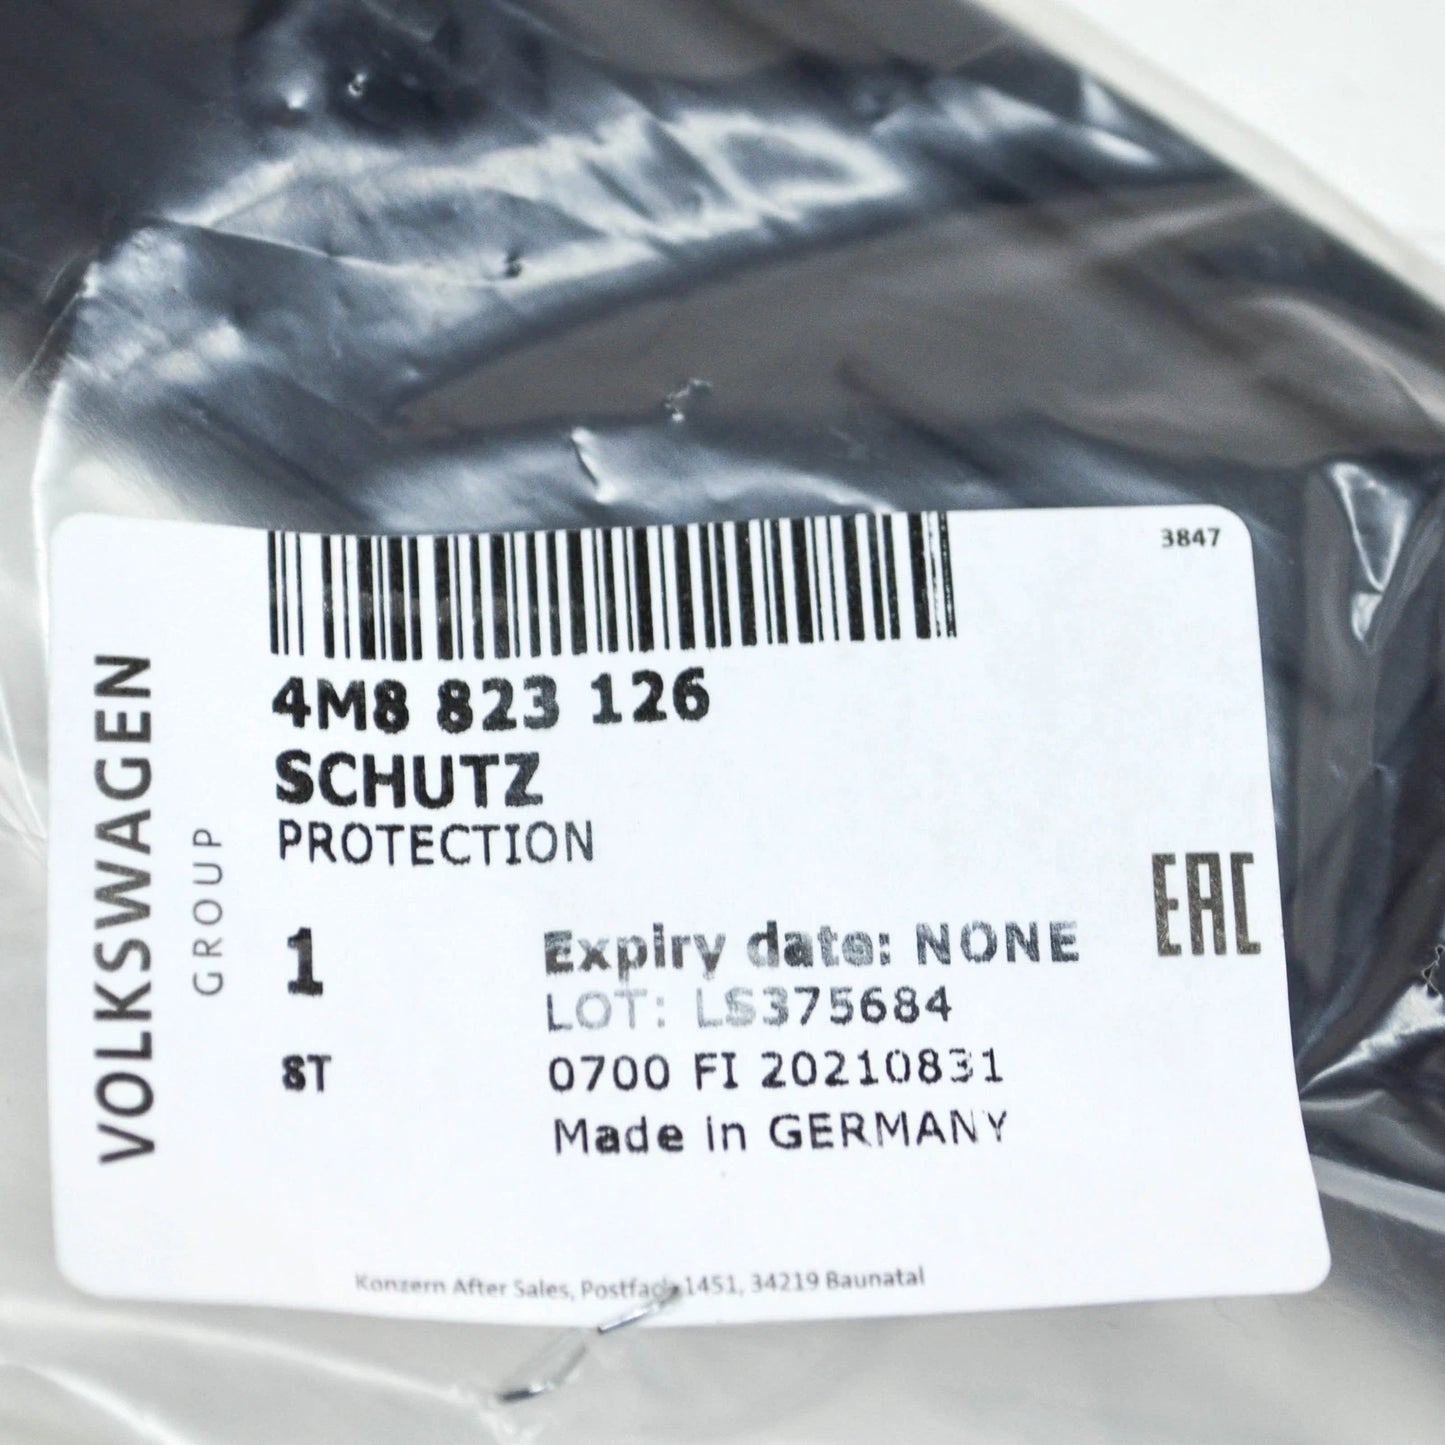 3847
4M8 823 126
SCHUTZ
PROTECTION
VOLKSWAGEN
GROUP
1
Expiry date: NONE
EAC
LOT: LS375684
ST
0700 FI 20210831
Made in GERMANY
Konzern After Sales, Postfach 1451, 34219 Baunatal